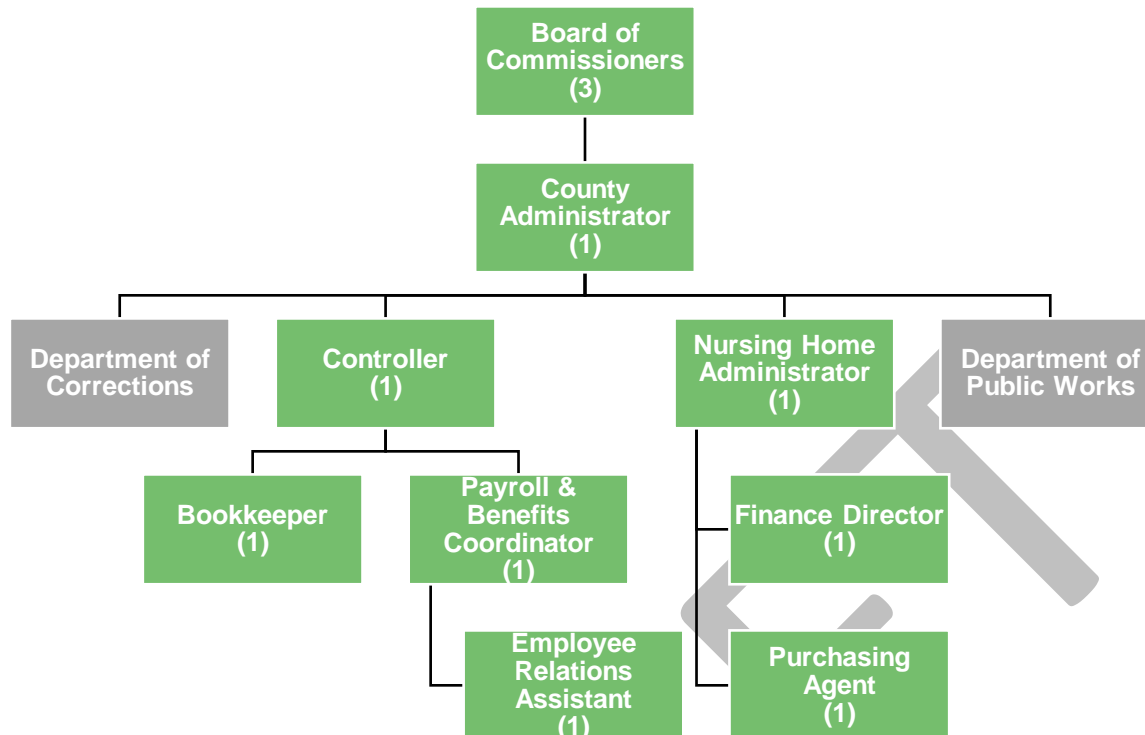 Board of
Commissioners
(3)
County
Administrator
(1)
Department of
Corrections
Controller
(1)
Nursing Home
Administrator
(1)
Department of
Public Works
Bookkeeper
(1)
Payroll &
Benefits
Coordinator
(1)
Finance Director
(1)
Employee
Relations
Assistant
(1)
Purchasing
Agent
(1)